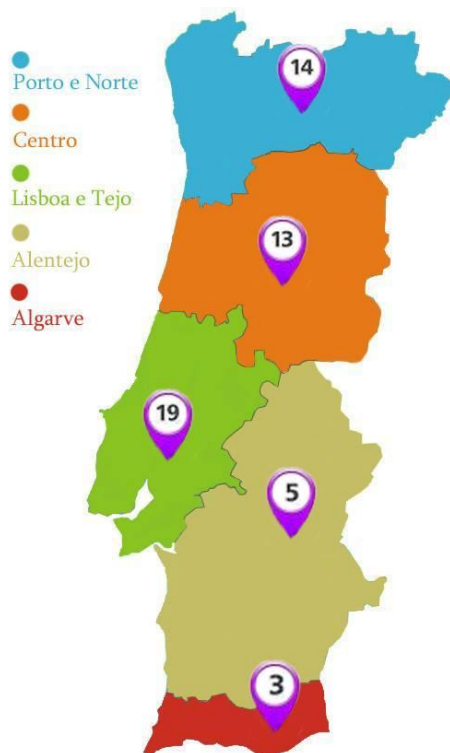 14
Porto e Norte
Centro
Lisboa e Tejo
13
Alentejo
Algarve
19
5
3